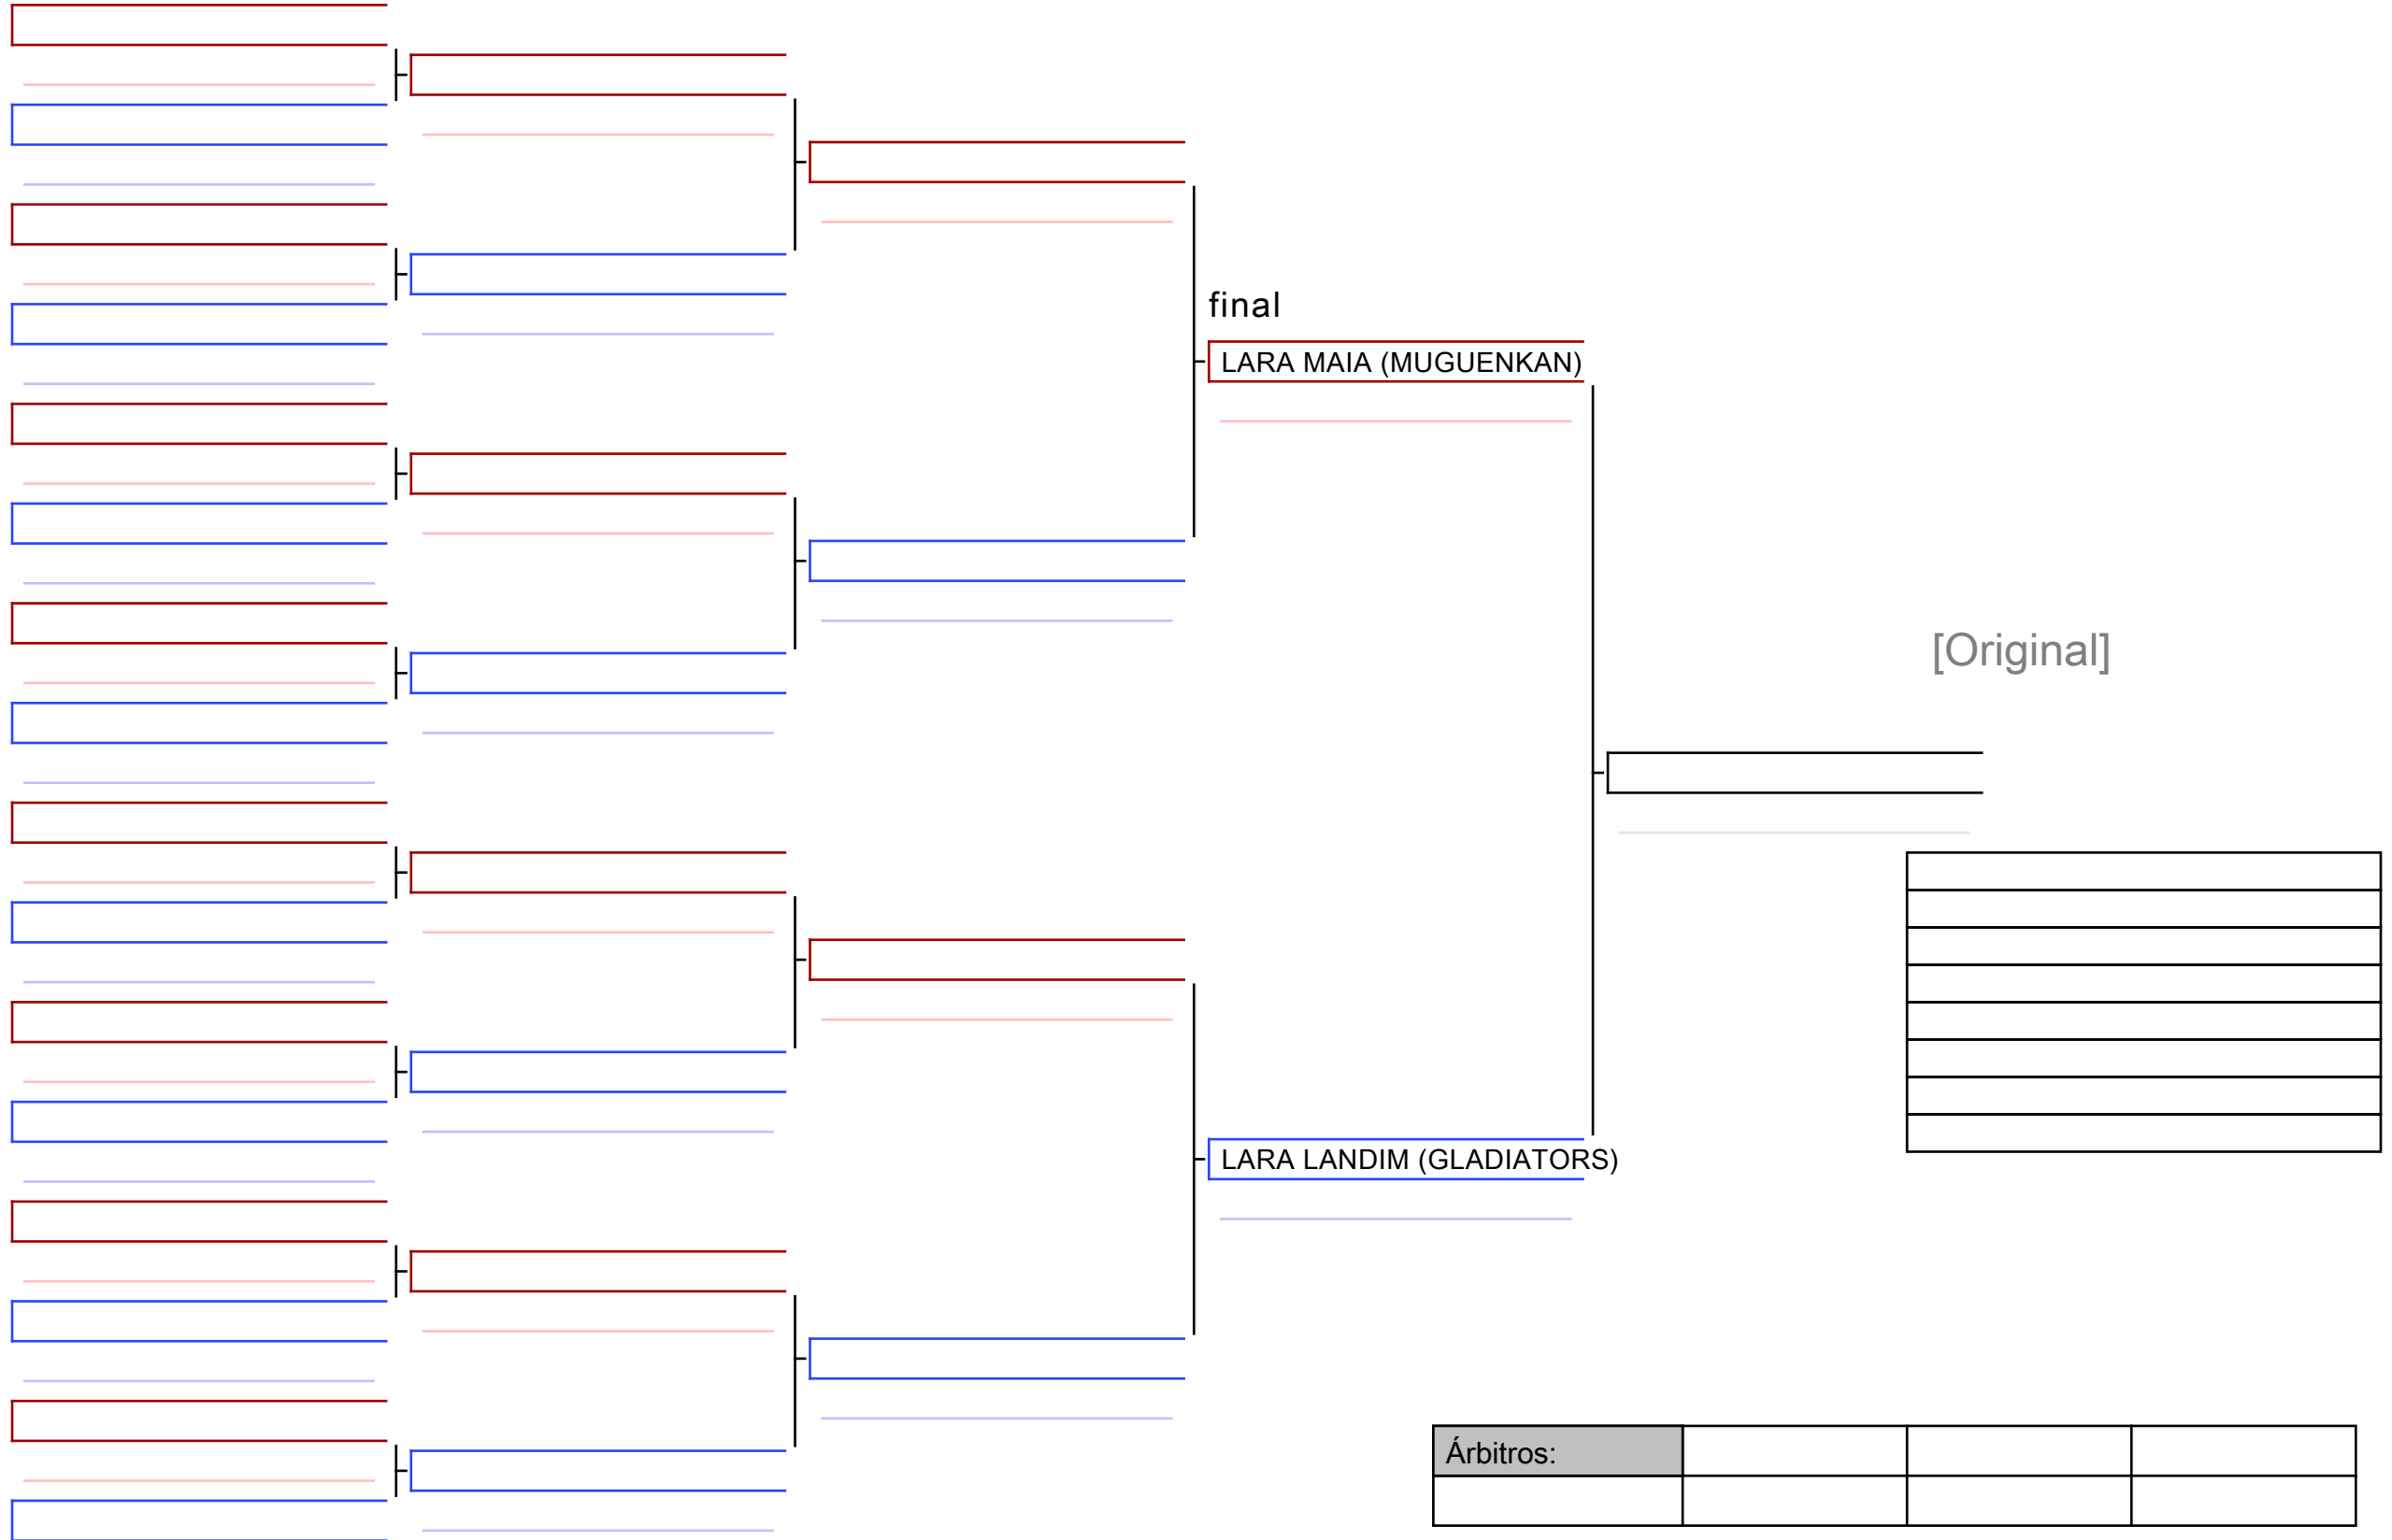 final
LARA MAIA (MUGUENKAN)
[Original]
LARA LANDIM (GLADIATORS)
Árbitros: